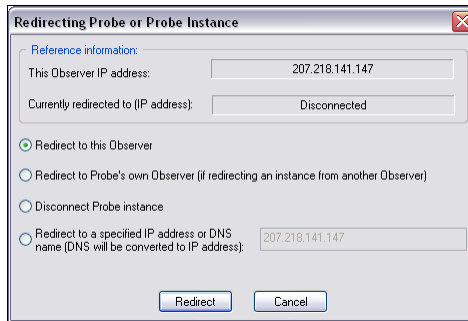 Redirecting Probe or Probe Instance
Reference information:
This Observer IP address: 207.218.141.147
Currently redirected to (IP address): Disconnected
Redirect to this Observer
Redirect to Probe's own Observer (if redirecting an instance from another Observer)
Disconnect Probe instance
Redirect to a specified IP address or DNS
name (DNS will be converted to IP address): 207.218.141.147
Redirect Cancel